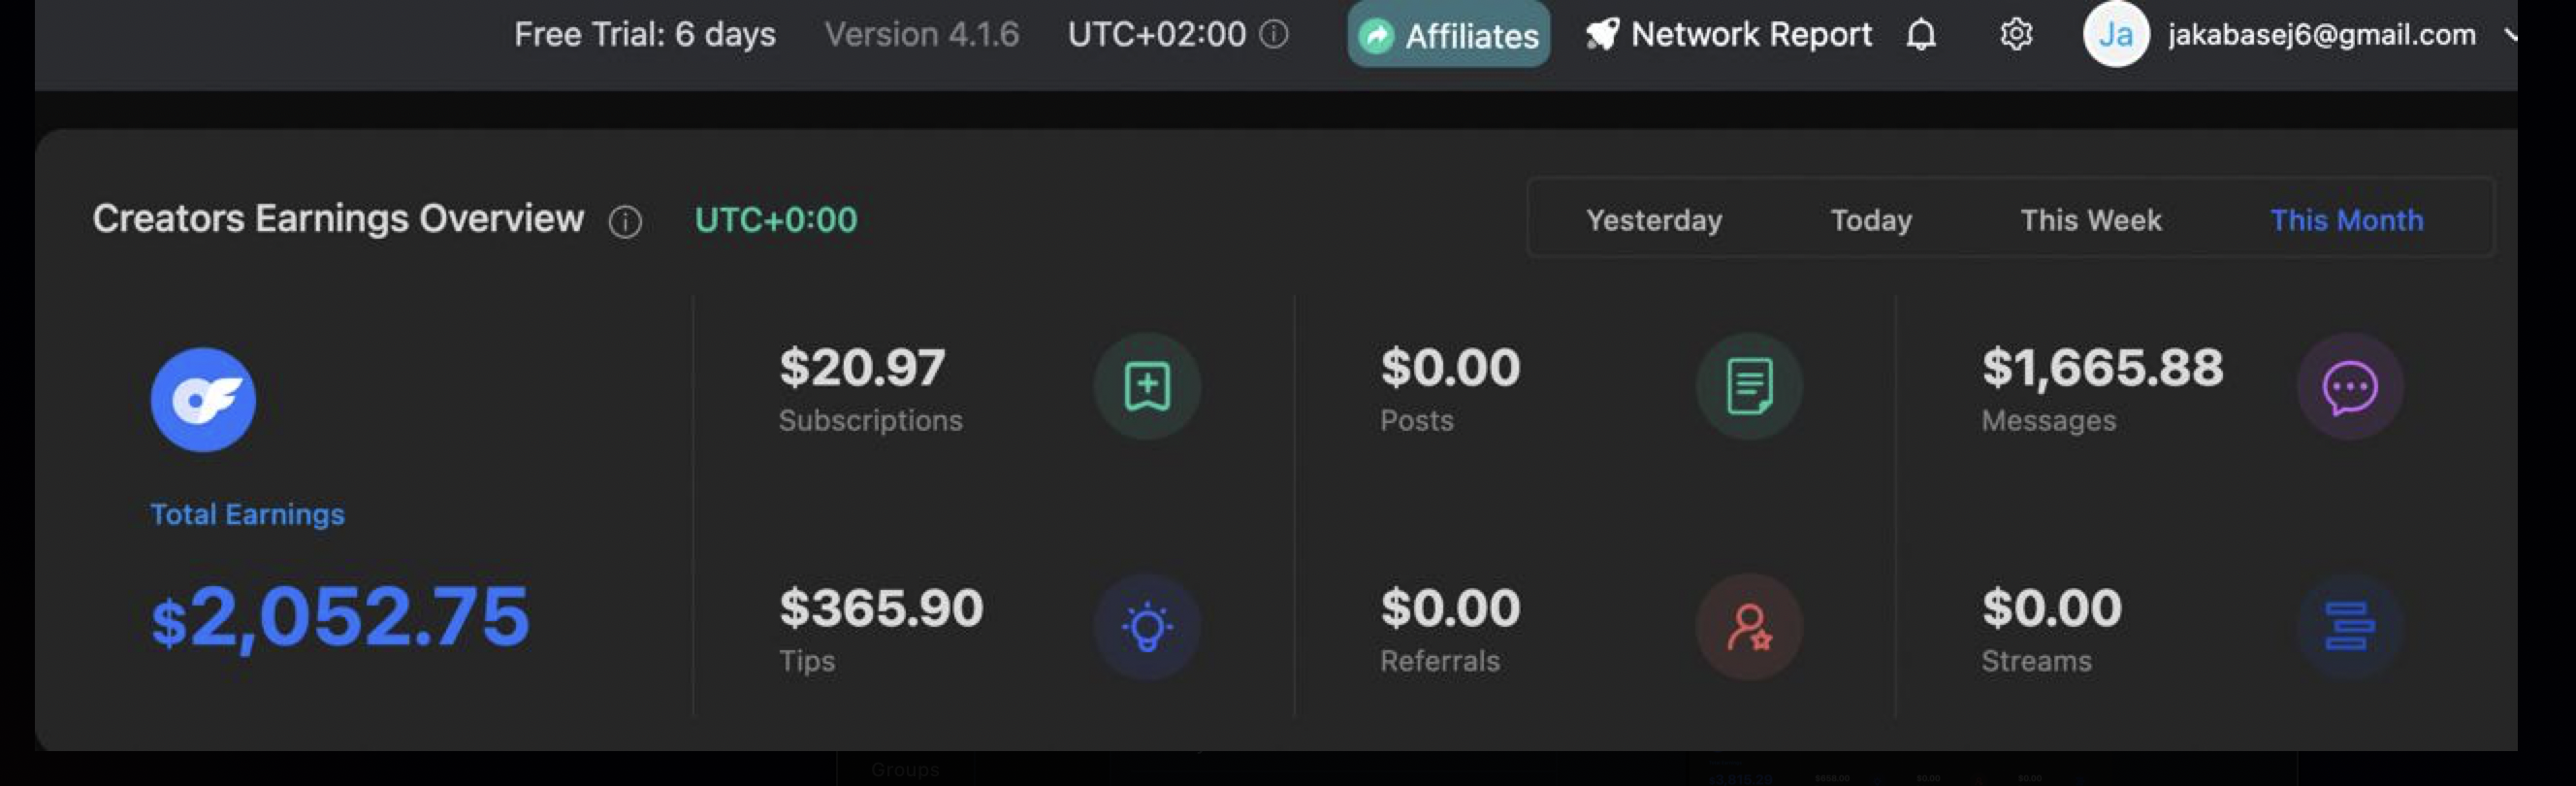 Free Trial: 6 days Version 4.1.6 UTC+02:00 Affiliates Network Report Ja jakabasej6@gmail.com
Creators Earnings Overview UTC+0:00 Yesterday Today This Week This Month
$20.97 $0.00 $1,665.88
Subscriptions Posts Messages
Total Earnings
$2,052.75
$365.90 $0.00 $0.00
Tips Referrals Streams
Groups